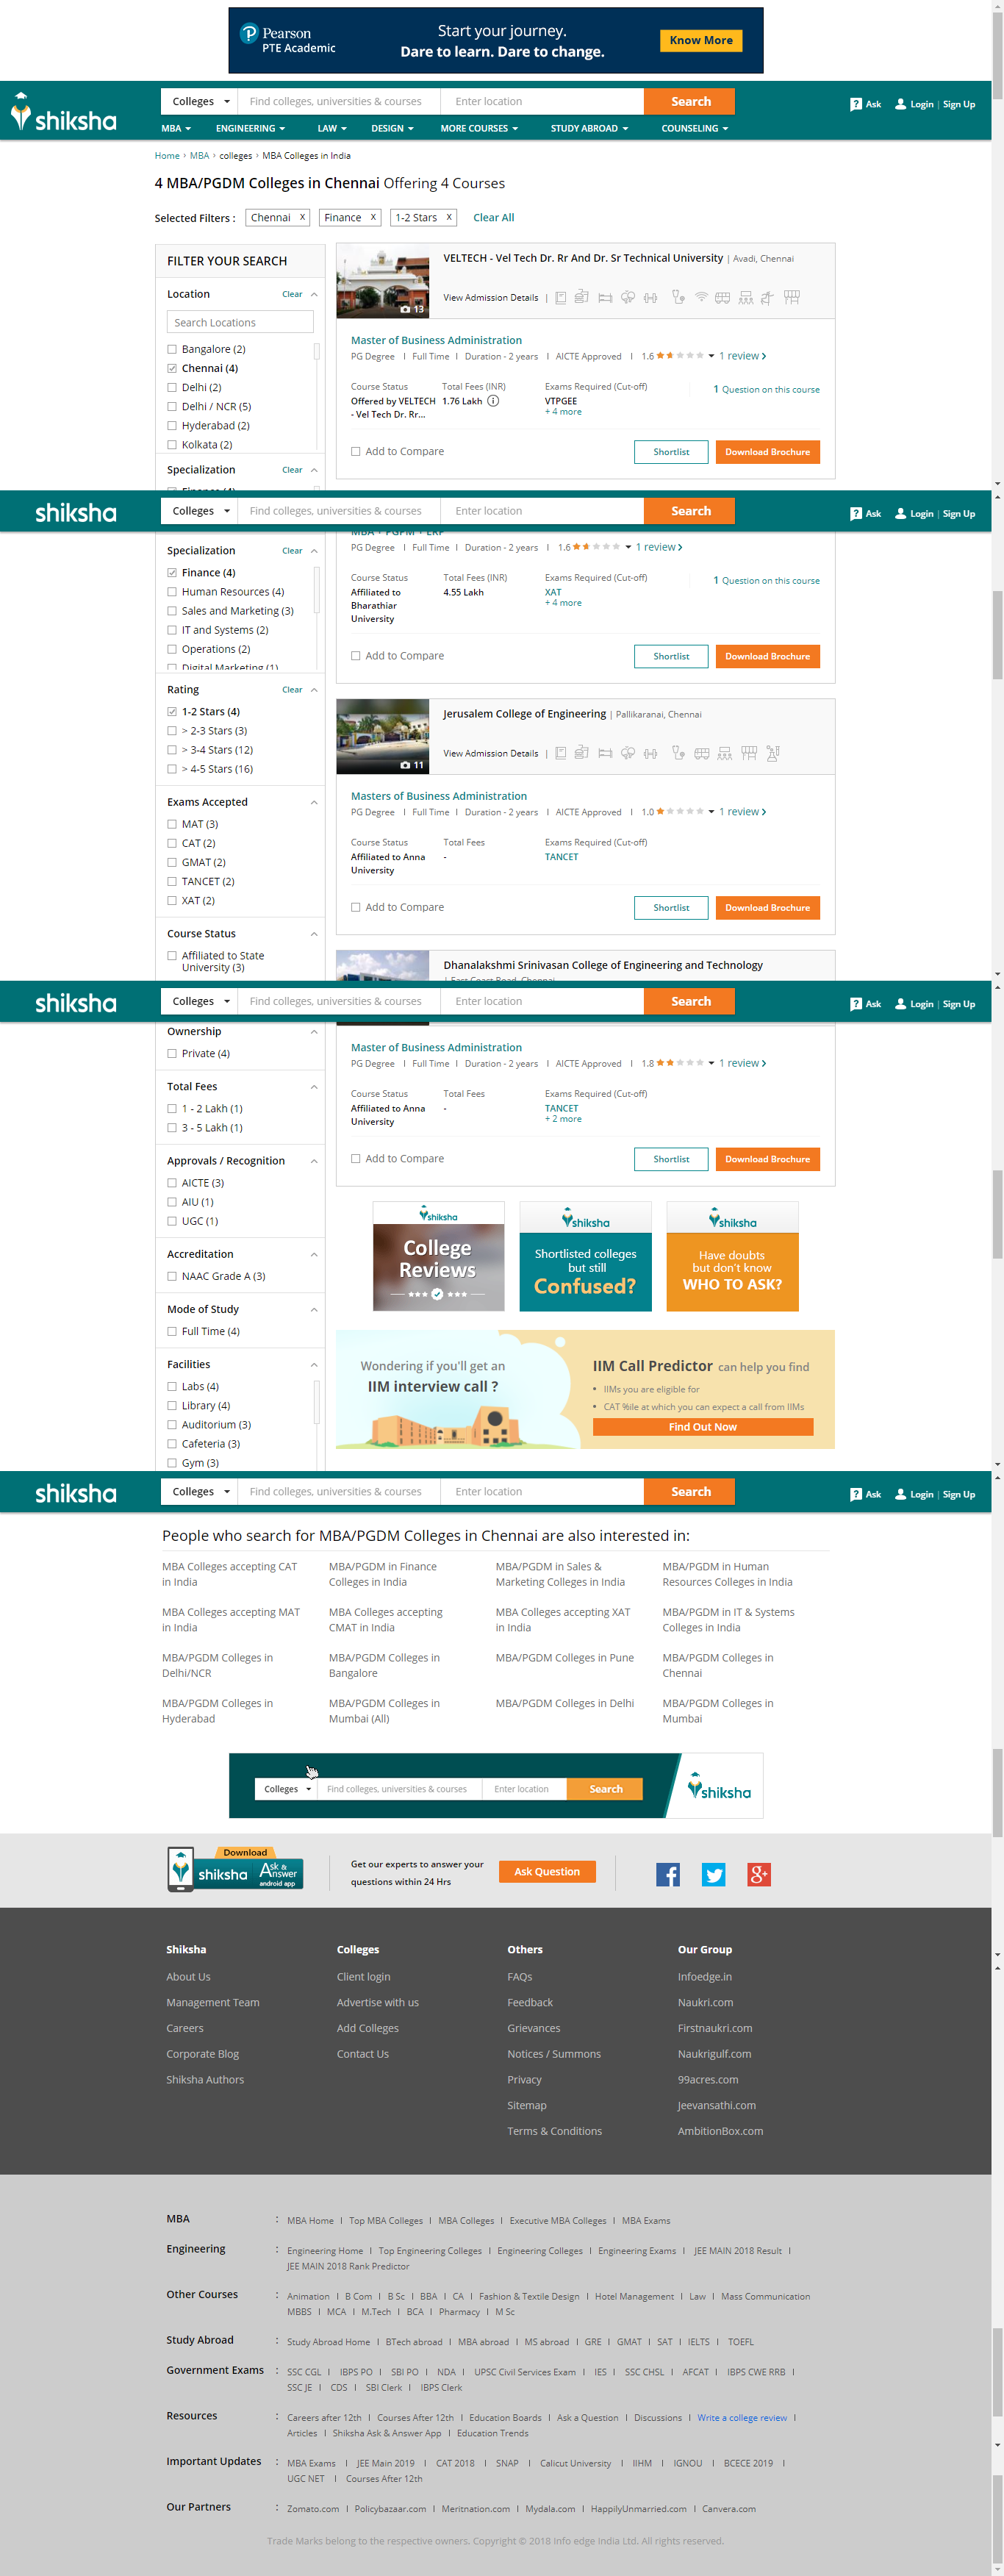 Pearson
PTE Academic
Start your journey.
Dare to learn. Dare to change.
Know More
shiksha
Colleges
Find colleges, universities & courses
Enter location
Search
Ask
Login | Sign Up
MBA
ENGINEERING
LAW
DESIGN
MORE COURSES
STUDY ABROAD
COUNSELING
Home › MBA › colleges › MBA Colleges in India
4 MBA/PGDM Colleges in Chennai Offering 4 Courses
Selected Filters :
Chennai X
Finance X
1-2 Stars X
Clear All
FILTER YOUR SEARCH
Location
Clear
Search Locations
Bangalore (2)
Chennai (4)
Delhi (2)
Delhi / NCR (5)
Hyderabad (2)
Kolkata (2)
Specialization
Clear
Finance (4)
13
VELTECH - Vel Tech Dr. Rr And Dr. Sr Technical University | Avadi, Chennai
View Admission Details |
Master of Business Administration
PG Degree | Full Time | Duration - 2 years | AICTE Approved | 1.6 1 review
Course Status
Offered by VELTECH
- Vel Tech Dr. Rr...
Total Fees (INR)
1.76 Lakh
Exams Required (Cut-off)
VTPGEE
+ 4 more
1 Question on this course
Add to Compare
Shortlist
Download Brochure
shiksha
Colleges
Find colleges, universities & courses
Enter location
Search
Ask
Login | Sign Up
Specialization
Clear
Finance (4)
Human Resources (4)
Sales and Marketing (3)
IT and Systems (2)
Operations (2)
Digital Marketing (1)
Rating
Clear
1-2 Stars (4)
> 2-3 Stars (3)
> 3-4 Stars (12)
> 4-5 Stars (16)
Exams Accepted
MAT (3)
CAT (2)
GMAT (2)
TANCET (2)
XAT (2)
Course Status
Affiliated to State
University (3)
MBA + PGPM + ERP
PG Degree | Full Time | Duration - 2 years | 1.6 1 review
Course Status
Affiliated to
Bharathiar
University
Total Fees (INR)
4.55 Lakh
Exams Required (Cut-off)
XAT
+ 4 more
1 Question on this course
Add to Compare
Shortlist
Download Brochure
11
Jerusalem College of Engineering | Pallikaranai, Chennai
View Admission Details |
Masters of Business Administration
PG Degree | Full Time | Duration - 2 years | AICTE Approved | 1.0 1 review
Course Status
Affiliated to Anna
University
Total Fees
-
Exams Required (Cut-off)
TANCET
Add to Compare
Shortlist
Download Brochure
Dhanalakshmi Srinivasan College of Engineering and Technology
| East Coast Road, Chennai
shiksha
Colleges
Find colleges, universities & courses
Enter location
Search
Ask
Login | Sign Up
Ownership
Private (4)
Total Fees
1 - 2 Lakh (1)
3 - 5 Lakh (1)
Approvals / Recognition
AICTE (3)
AIU (1)
UGC (1)
Accreditation
NAAC Grade A (3)
Mode of Study
Full Time (4)
Facilities
Labs (4)
Library (4)
Auditorium (3)
Cafeteria (3)
Gym (3)
Master of Business Administration
PG Degree | Full Time | Duration - 2 years | AICTE Approved | 1.8 1 review
Course Status
Affiliated to Anna
University
Total Fees
-
Exams Required (Cut-off)
TANCET
+ 2 more
Add to Compare
Shortlist
Download Brochure
shiksha
College
Reviews
shiksha
Shortlisted colleges
but still
Confused?
shiksha
Have doubts
but don't know
WHO TO ASK?
Wondering if you'll get an
IIM interview call ?
IIM Call Predictor can help you find
• IIMs you are eligible for
• CAT %ile at which you can expect a call from IIMs
Find Out Now
shiksha
Colleges
Find colleges, universities & courses
Enter location
Search
Ask
Login | Sign Up
People who search for MBA/PGDM Colleges in Chennai are also interested in:
MBA Colleges accepting CAT
in India
MBA/PGDM in Finance
Colleges in India
MBA/PGDM in Sales &
Marketing Colleges in India
MBA/PGDM in Human
Resources Colleges in India
MBA Colleges accepting MAT
in India
MBA Colleges accepting
CMAT in India
MBA Colleges accepting XAT
in India
MBA/PGDM in IT & Systems
Colleges in India
MBA/PGDM Colleges in
Delhi/NCR
MBA/PGDM Colleges in
Bangalore
MBA/PGDM Colleges in Pune
MBA/PGDM Colleges in
Chennai
MBA/PGDM Colleges in
Hyderabad
MBA/PGDM Colleges in
Mumbai (All)
MBA/PGDM Colleges in Delhi
MBA/PGDM Colleges in
Mumbai
Colleges
Find colleges, universities & courses
Enter location
Search
shiksha
Download
shiksha Ask & Answer
android app
Get our experts to answer your
questions within 24 Hrs
Ask Question
Shiksha
About Us
Management Team
Careers
Corporate Blog
Shiksha Authors
Colleges
Client login
Advertise with us
Add Colleges
Contact Us
Others
FAQs
Feedback
Grievances
Notices / Summons
Privacy
Sitemap
Terms & Conditions
Our Group
Infoedge.in
Naukri.com
Firstnaukri.com
Naukrigulf.com
99acres.com
Jeevansathi.com
AmbitionBox.com
MBA : MBA Home | Top MBA Colleges | MBA Colleges | Executive MBA Colleges | MBA Exams
Engineering : Engineering Home | Top Engineering Colleges | Engineering Colleges | Engineering Exams | JEE MAIN 2018 Result |
JEE MAIN 2018 Rank Predictor
Other Courses : Animation | B Com | B Sc | BBA | CA | Fashion & Textile Design | Hotel Management | Law | Mass Communication
MBBS | MCA | M.Tech | BCA | Pharmacy | M Sc
Study Abroad : Study Abroad Home | BTech abroad | MBA abroad | MS abroad | GRE | GMAT | SAT | IELTS | TOEFL
Government Exams : SSC CGL | IBPS PO | SBI PO | NDA | UPSC Civil Services Exam | IES | SSC CHSL | AFCAT | IBPS CWE RRB |
SSC JE | CDS | SBI Clerk | IBPS Clerk
Resources : Careers after 12th | Courses After 12th | Education Boards | Ask a Question | Discussions | Write a college review |
Articles | Shiksha Ask & Answer App | Education Trends
Important Updates : MBA Exams | JEE Main 2019 | CAT 2018 | SNAP | Calicut University | IIHM | IGNOU | BCECE 2019 |
UGC NET | Courses After 12th
Our Partners : Zomato.com | Policybazaar.com | Meritnation.com | Mydala.com | HappilyUnmarried.com | Canvera.com
Trade Marks belong to the respective owners. Copyright © 2018 Info edge India Ltd. All rights reserved.